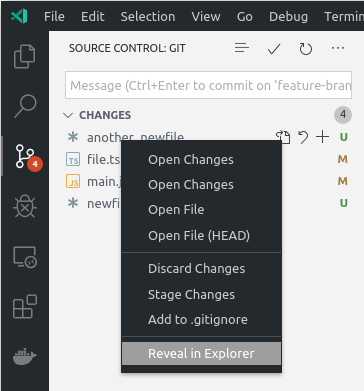 File Edit Selection View Go Debug Termin
SOURCE CONTROL: GIT
Message (Ctrl+Enter to commit on 'feature-bran
CHANGES 4
another_newfile U
file.ts M
TS
main.j M
JS
newfi U
4
Open Changes
Open Changes
Open File
Open File (HEAD)
Discard Changes
Stage Changes
Add to .gitignore
Reveal in Explorer